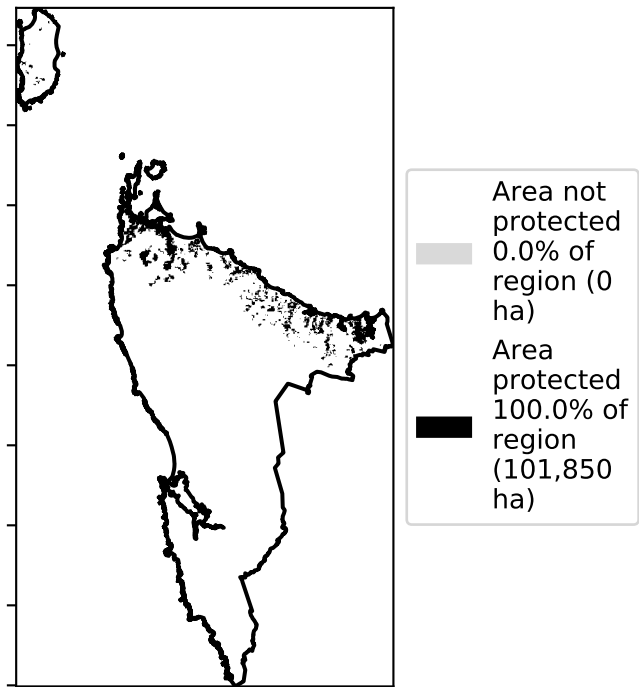 Area not
protected
0.0% of
region (0
ha)
Area
protected
100.0% of
region
(101,850
ha)